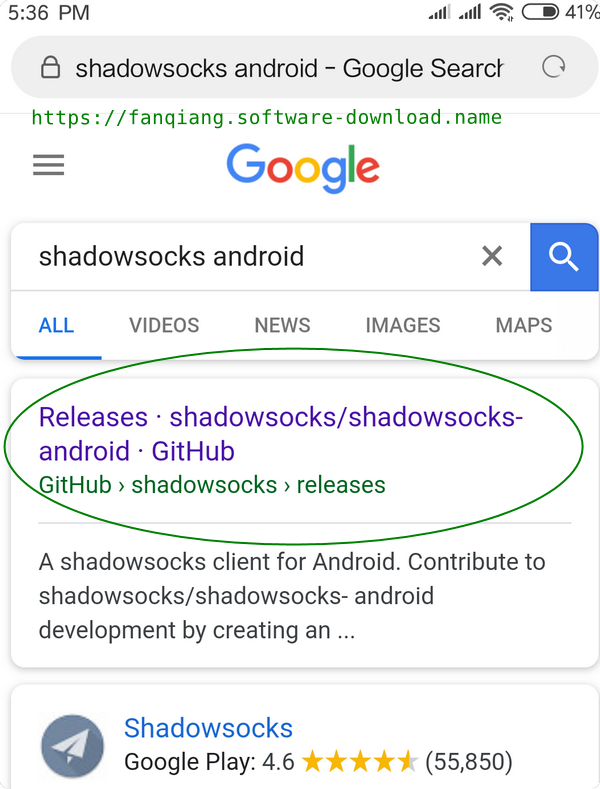 5:36 PM
41%
shadowsocks android - Google Search
https://fanqiang.software-download.name
Google
shadowsocks android
ALL VIDEOS NEWS IMAGES MAPS
Releases · shadowsocks/shadowsocks-
android · GitHub
GitHub › shadowsocks › releases
A shadowsocks client for Android. Contribute to
shadowsocks/shadowsocks- android
development by creating an ...
Shadowsocks
Google Play: 4.6 ★★★★★ (55,850)